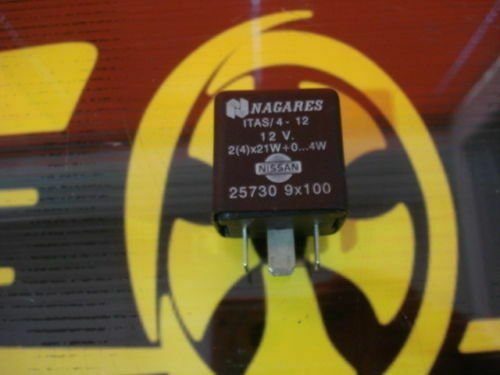 NAGARES
ITAS/4 - 12
12 V.
2(4)x21W+0...4W
NISSAN
25730 9x100